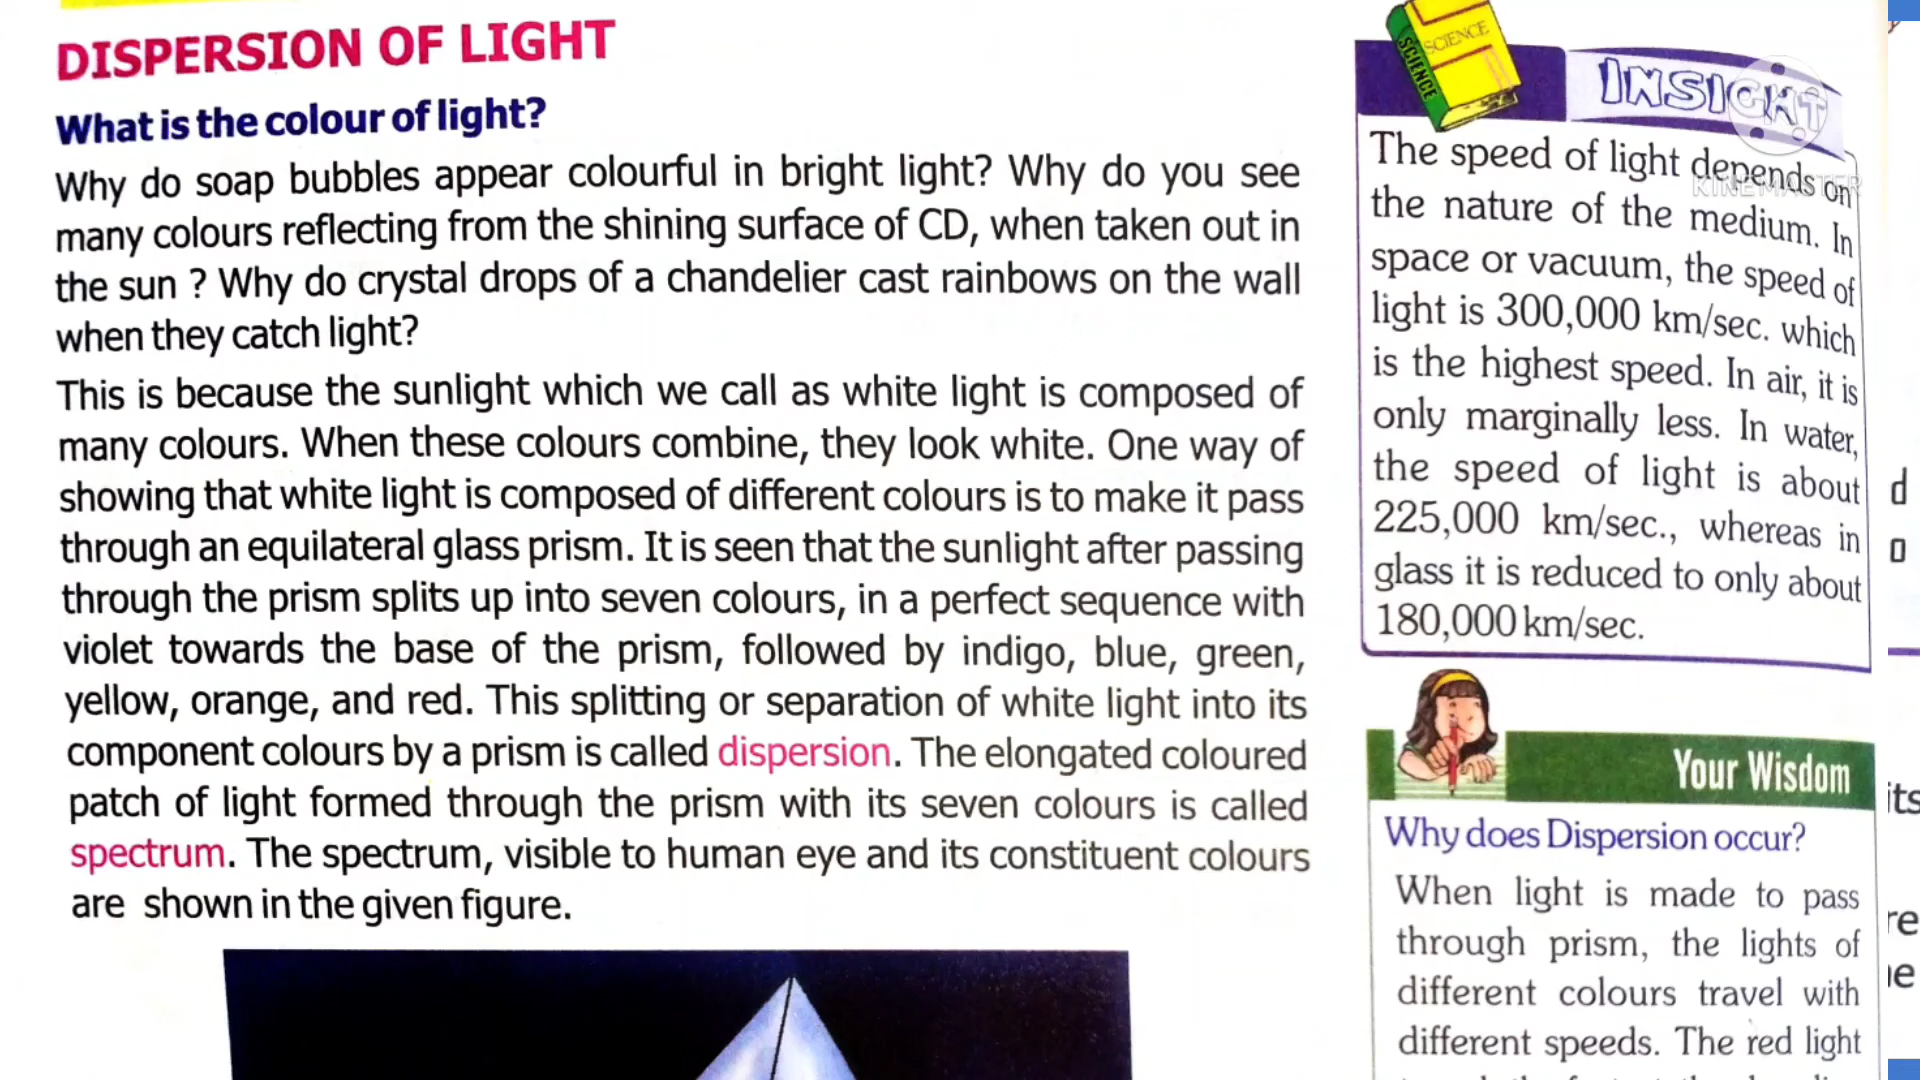 DISPERSION OF LIGHT
What is the colour of light?
Why do soap bubbles appear colourful in bright light? Why do you see
many colours reflecting from the shining surface of CD, when taken out in
the sun ? Why do crystal drops of a chandelier cast rainbows on the wall
when they catch light?
This is because the sunlight which we call as white light is composed of
many colours. When these colours combine, they look white. One way of
showing that white light is composed of different colours is to make it pass
through an equilateral glass prism. It is seen that the sunlight after passing
through the prism splits up into seven colours, in a perfect sequence with
violet towards the base of the prism, followed by indigo, blue, green,
yellow, orange, and red. This splitting or separation of white light into its
component colours by a prism is called dispersion. The elongated coloured
patch of light formed through the prism with its seven colours is called
spectrum. The spectrum, visible to human eye and its constituent colours
are shown in the given figure.
SCIENCE
SCIENCE
INSIGHT
The speed of light depends on
the nature of the medium. In
space or vacuum, the speed of
light is 300,000 km/sec. which
is the highest speed. In air, it is
only marginally less. In water,
the speed of light is about
225,000 km/sec., whereas in
glass it is reduced to only about
180,000 km/sec.
KINEMASTER
Your Wisdom
Why does Dispersion occur?
When light is made to pass
through prism, the lights of
different colours travel with
different speeds. The red light
d
its
re